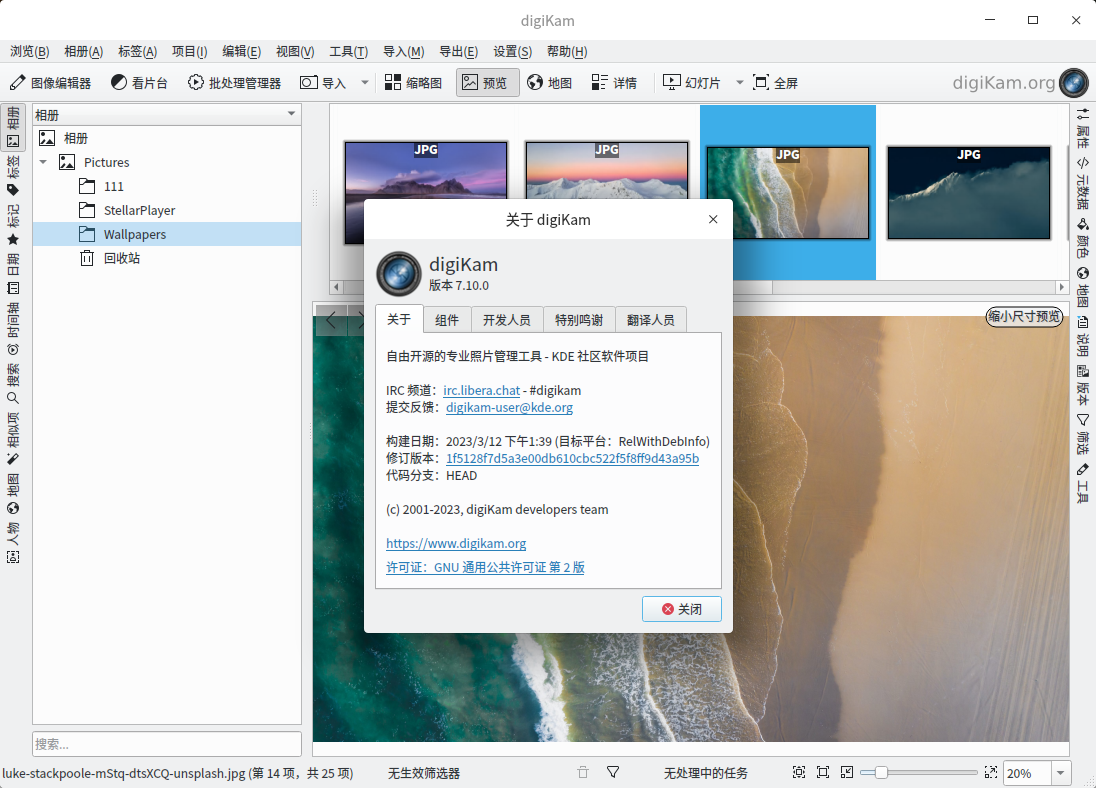 digiKam
浏览(B) 相册(A) 标签(A) 项目(I) 编辑(E) 视图(V) 工具(T) 导入(M) 导出(E) 设置(S) 帮助(H)
图像编辑器 看片台 批处理管理器 导入 缩略图 预览 地图 详情 幻灯片 全屏 digiKam.org
相册
标签
标记
日期
时间轴
搜索
相似项
地图
人物
相册
相册
Pictures
111
StellarPlayer
Wallpapers
回收站
搜索...
JPG JPG JPG JPG
缩小尺寸预览
关于 digiKam
digiKam
版本 7.10.0
关于 组件 开发人员 特别鸣谢 翻译人员
自由开源的专业照片管理工具 - KDE 社区软件项目
IRC 频道：irc.libera.chat - #digikam
提交反馈：digikam-user@kde.org
构建日期：2023/3/12 下午1:39 (目标平台：RelWithDebInfo)
修订版本：1f5128f7d5a3e00db610cbc522f5f8ff9d43a95b
代码分支：HEAD
(c) 2001-2023, digiKam developers team
https://www.digikam.org
许可证：GNU 通用公共许可证 第 2 版
关闭
属性
元数据
颜色
地图
说明
版本
筛选
工具
luke-stackpoole-mStq-dtsXCQ-unsplash.jpg (第 14 项，共 25 项) 无生效筛选器 无处理中的任务 20%